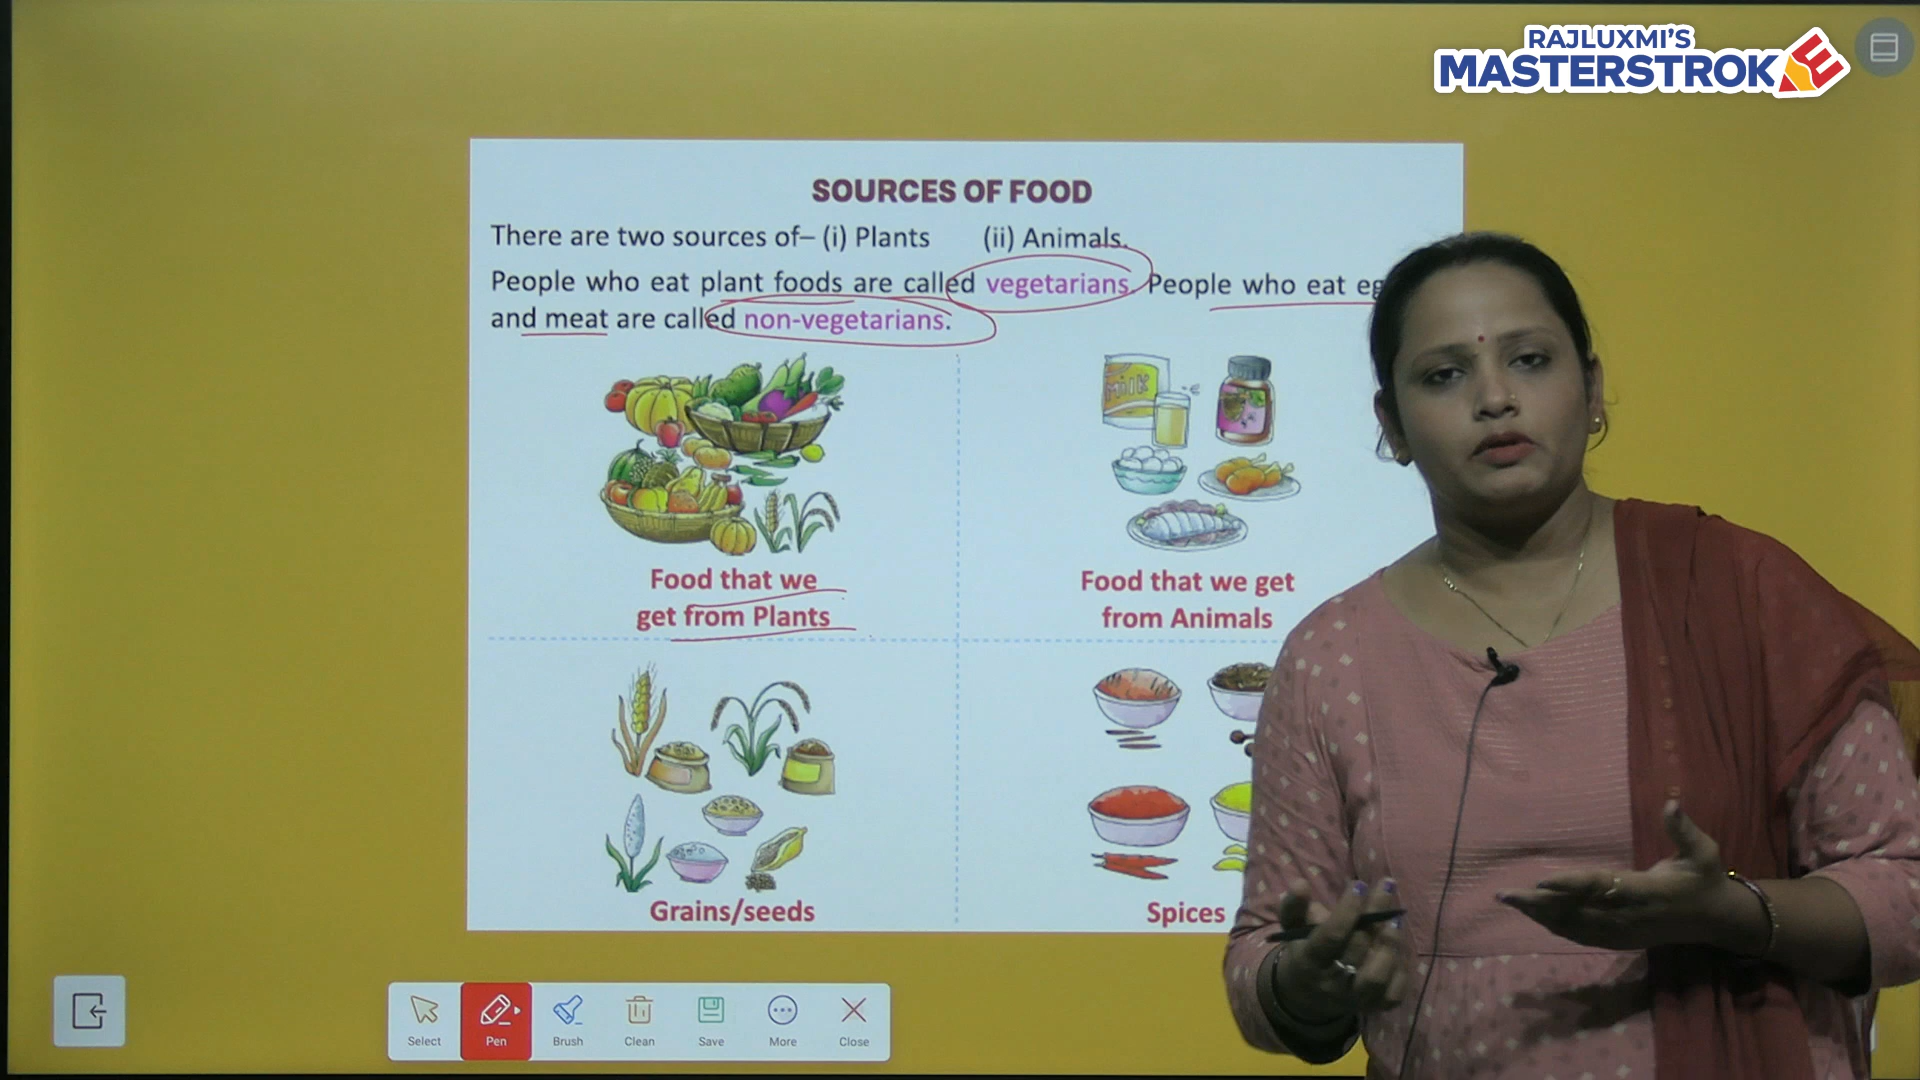 RAJLUXMI'S
MASTERSTROKE
SOURCES OF FOOD
There are two sources of– (i) Plants (ii) Animals.
People who eat plant foods are called vegetarians. People who eat
and meat are called non-vegetarians.
MiLK
Food that we
get from Plants
Food that we get
from Animals
Grains/seeds
Spices
Select
Pen
Brush
Clean
Save
More
Close